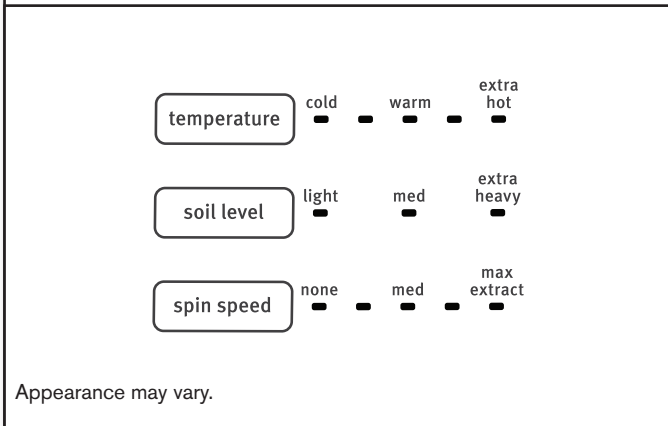 extra
cold warm hot
temperature
extra
light med heavy
soil level
max
none med extract
spin speed
Appearance may vary.